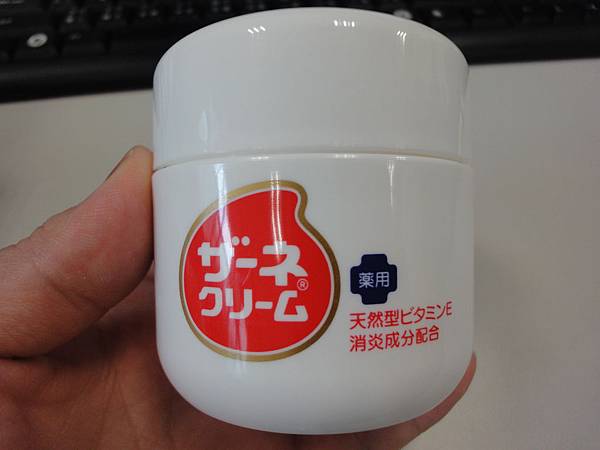 ザーネ
クリーム®
薬用
天然型ビタミンE
消炎成分配合